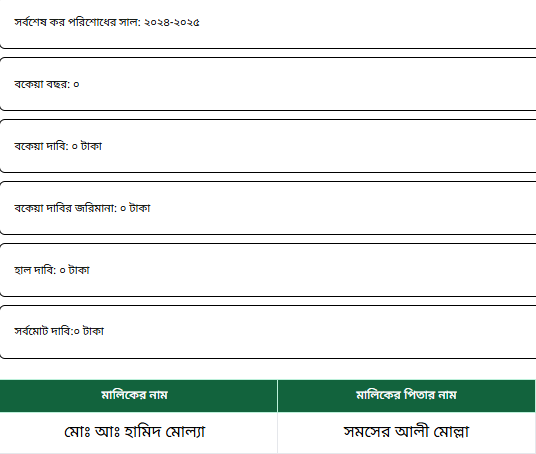 সর্বশেষ কর পরিশোধের সাল: ২০২৪-২০২৫
বকেয়া বছর: ০
বকেয়া দাবি: ০ টাকা
বকেয়া দাবির জরিমানা: ০ টাকা
হাল দাবি: ০ টাকা
সর্বমোট দাবি:০ টাকা
মালিকের নাম মালিকের পিতার নাম
মোঃ আঃ হামিদ মোল্যা সমসের আলী মোল্লা